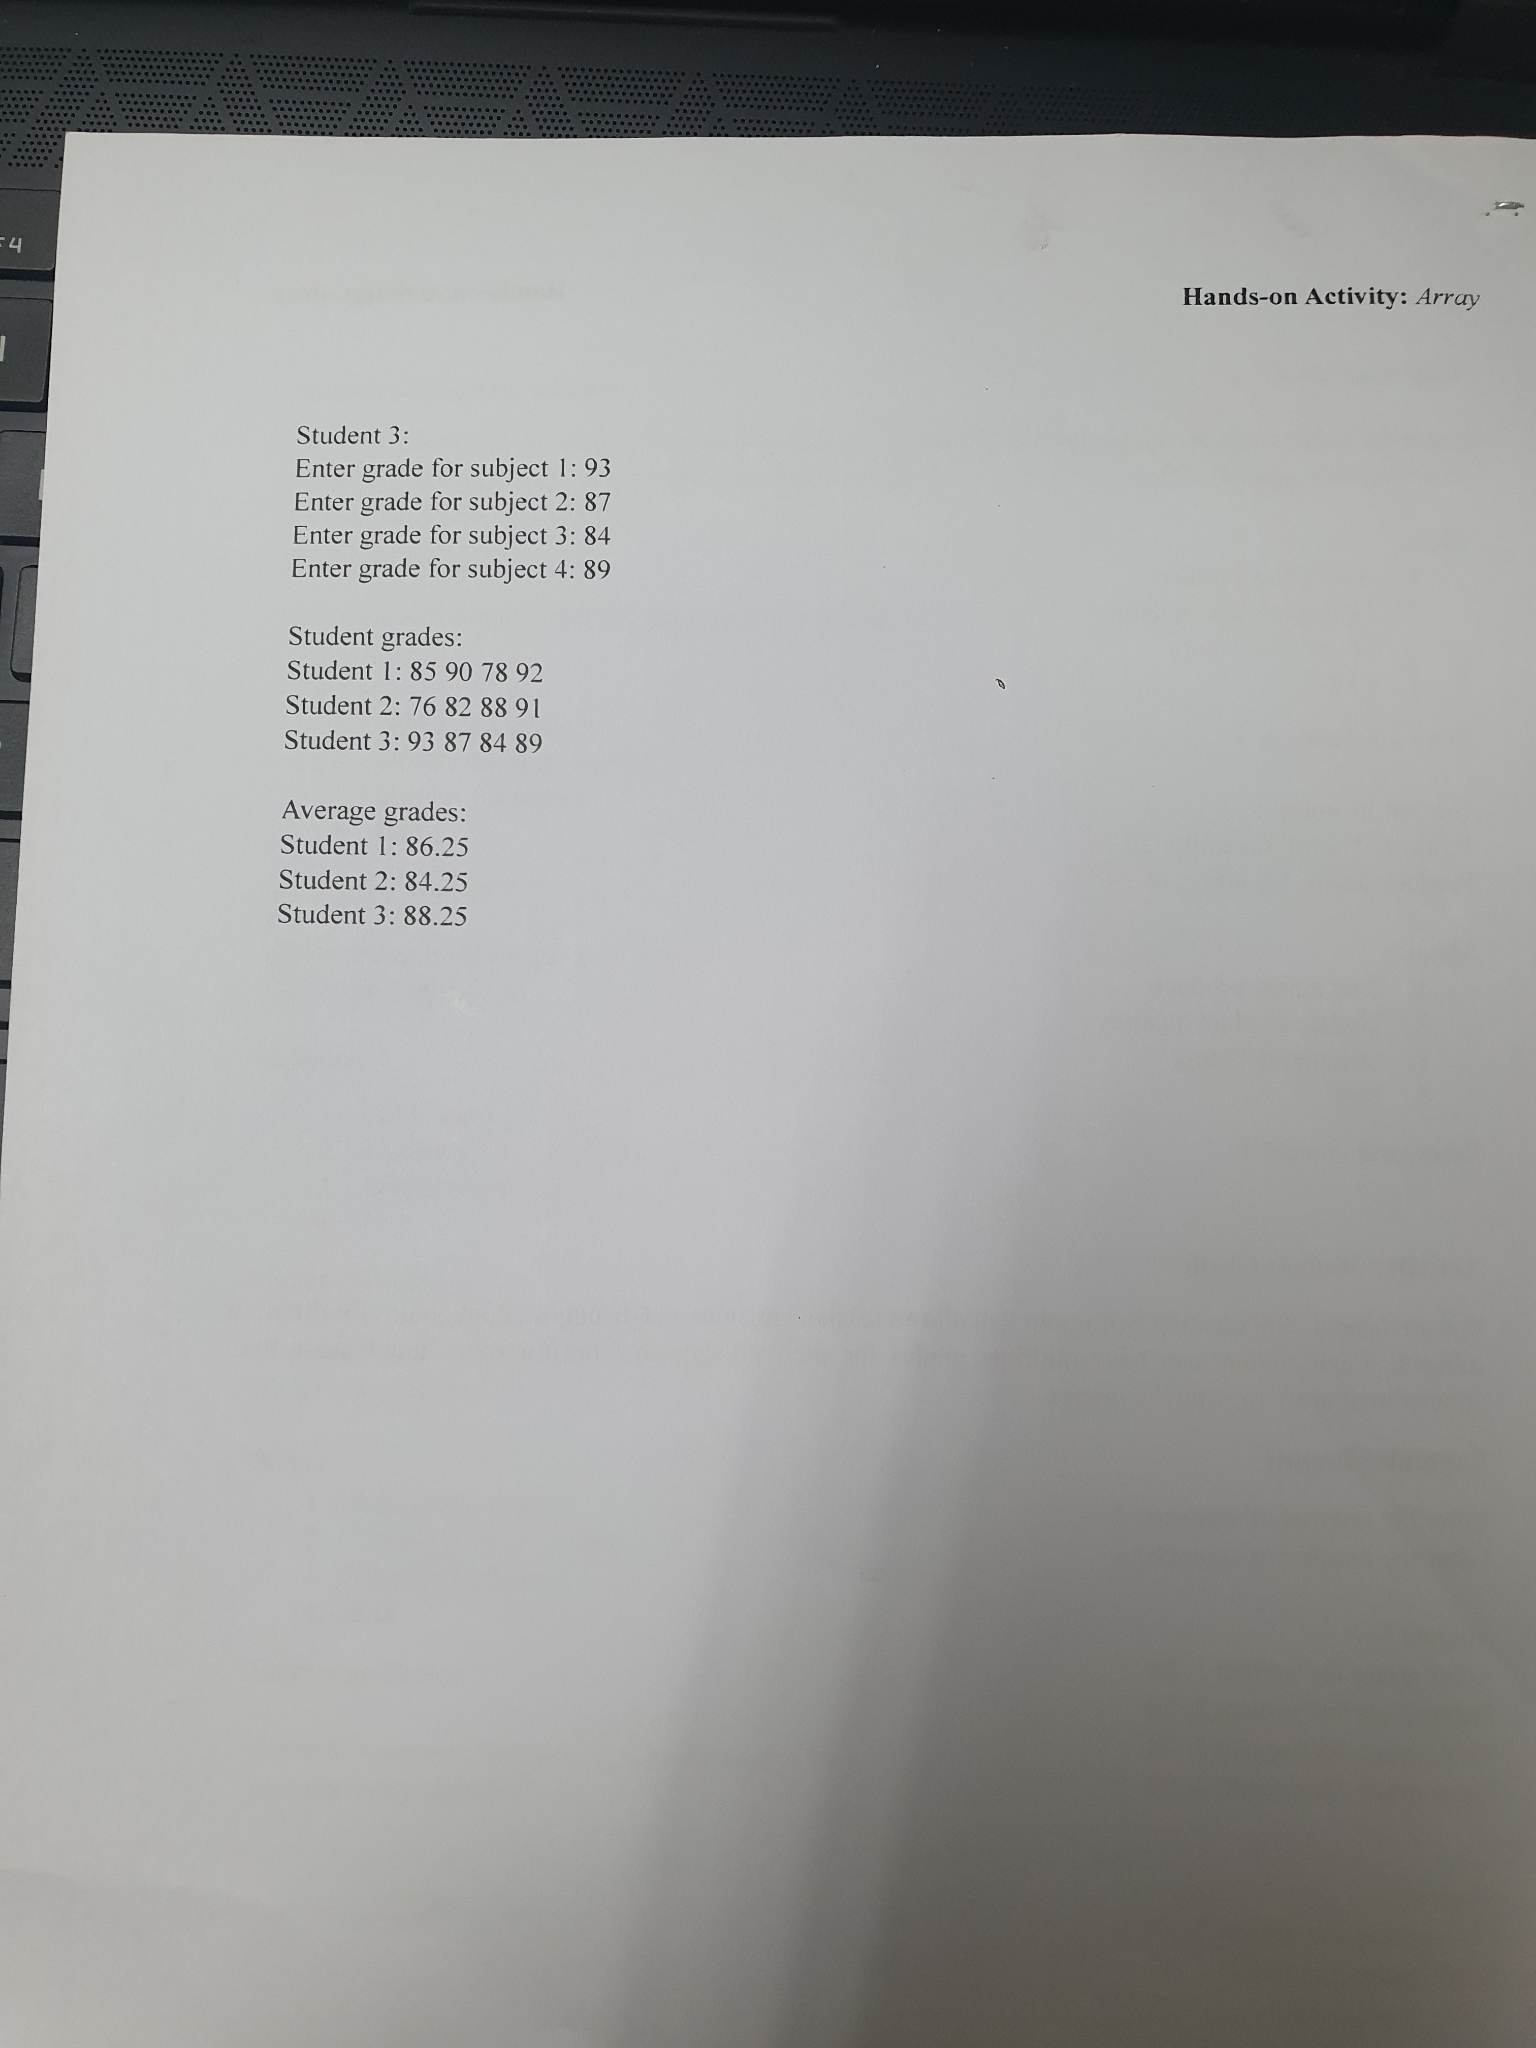 F4
Hands-on Activity: Array
Student 3:
Enter grade for subject 1: 93
Enter grade for subject 2: 87
Enter grade for subject 3: 84
Enter grade for subject 4: 89
Student grades:
Student 1: 85 90 78 92
Student 2: 76 82 88 91
Student 3: 93 87 84 89
Average grades:
Student 1: 86.25
Student 2: 84.25
Student 3: 88.25